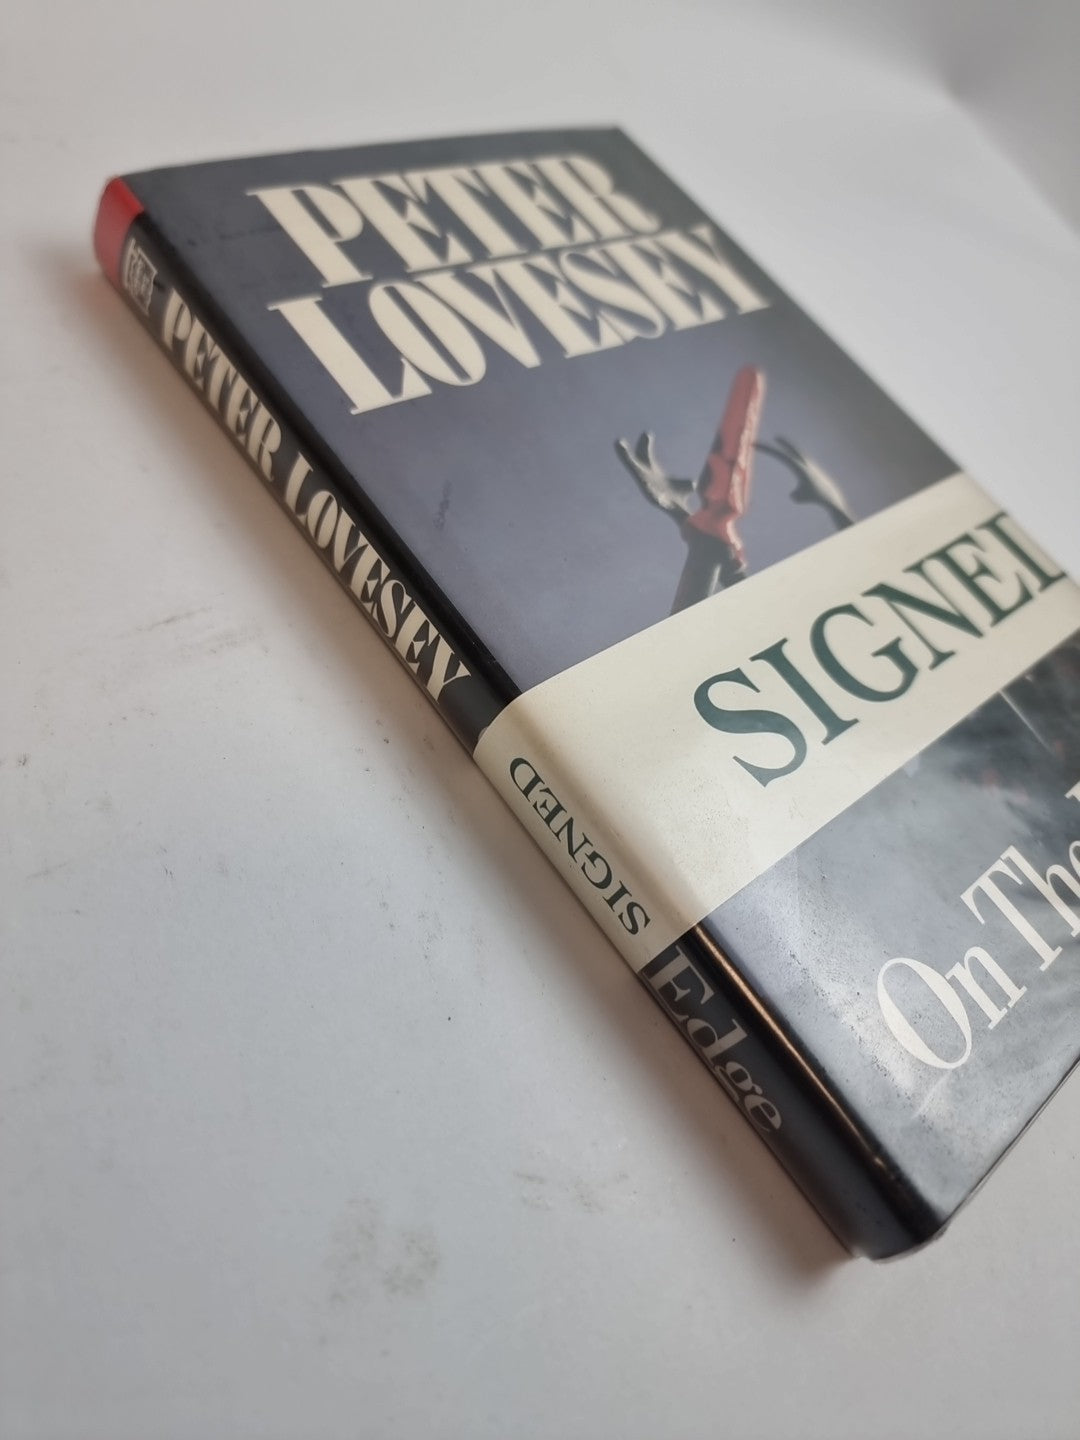 PETER
LOVESEY
SIGNED
On The
PETER LOVESEY
SIGNED
Edge